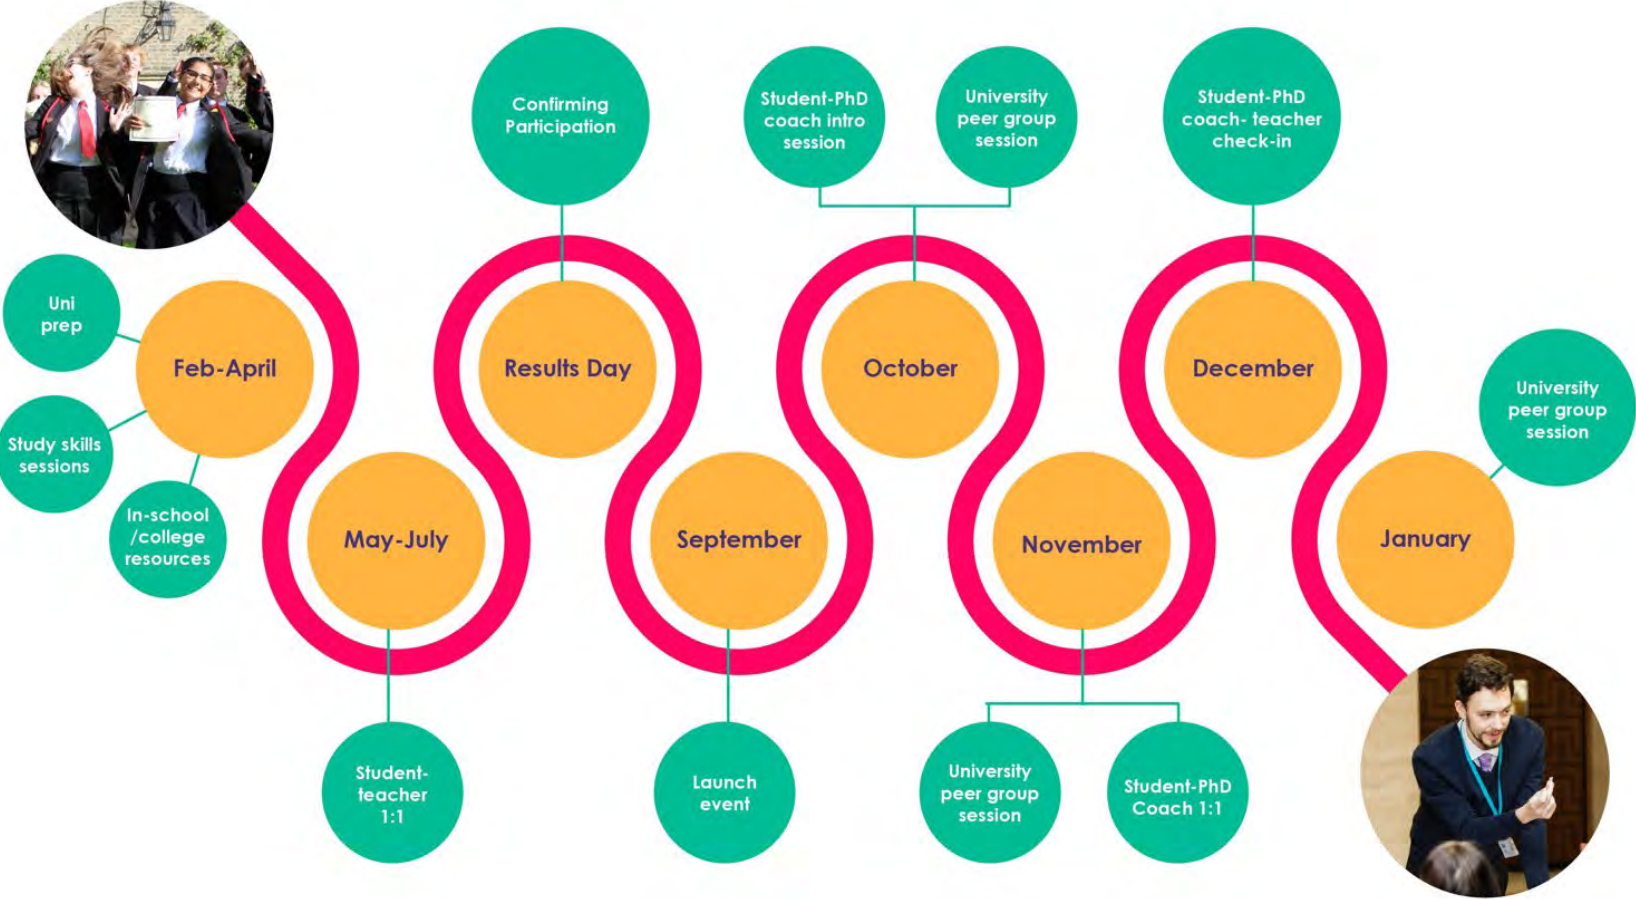 Confirming
Participation
Student-PhD
coach intro
session
University
peer group
session
Student-PhD
coach- teacher
check-in
Uni
prep
Feb-April
Results Day
October
December
University
peer group
session
Study skills
sessions
In-school
/college
resources
May-July
September
November
January
Student-
teacher
1:1
Launch
event
University
peer group
session
Student-PhD
Coach 1:1